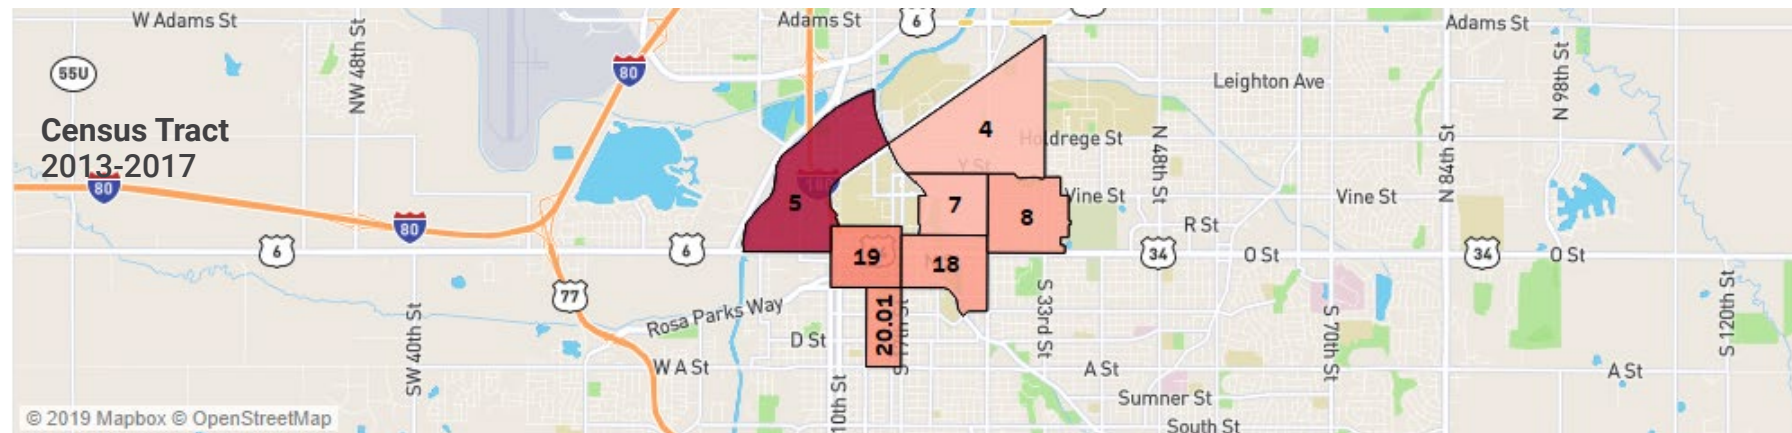 W Adams St
Adams St
6
Adams St
55U
NW 48th St
80
Leighton Ave
N 98th St
Census Tract
2013-2017
4
Holdrege St
N 48th St
N 84th St
Y St
80
5
7
8
Vine St
Vine St
R St
80
6
6
19
18
34
O St
34
O St
77
Rosa Parks Way
SW 40th St
20.01
S 17th St
S 33rd St
S 70th St
S 120th St
D St
W A St
A St
A St
10th St
Sumner St
South St
© 2019 Mapbox © OpenStreetMap